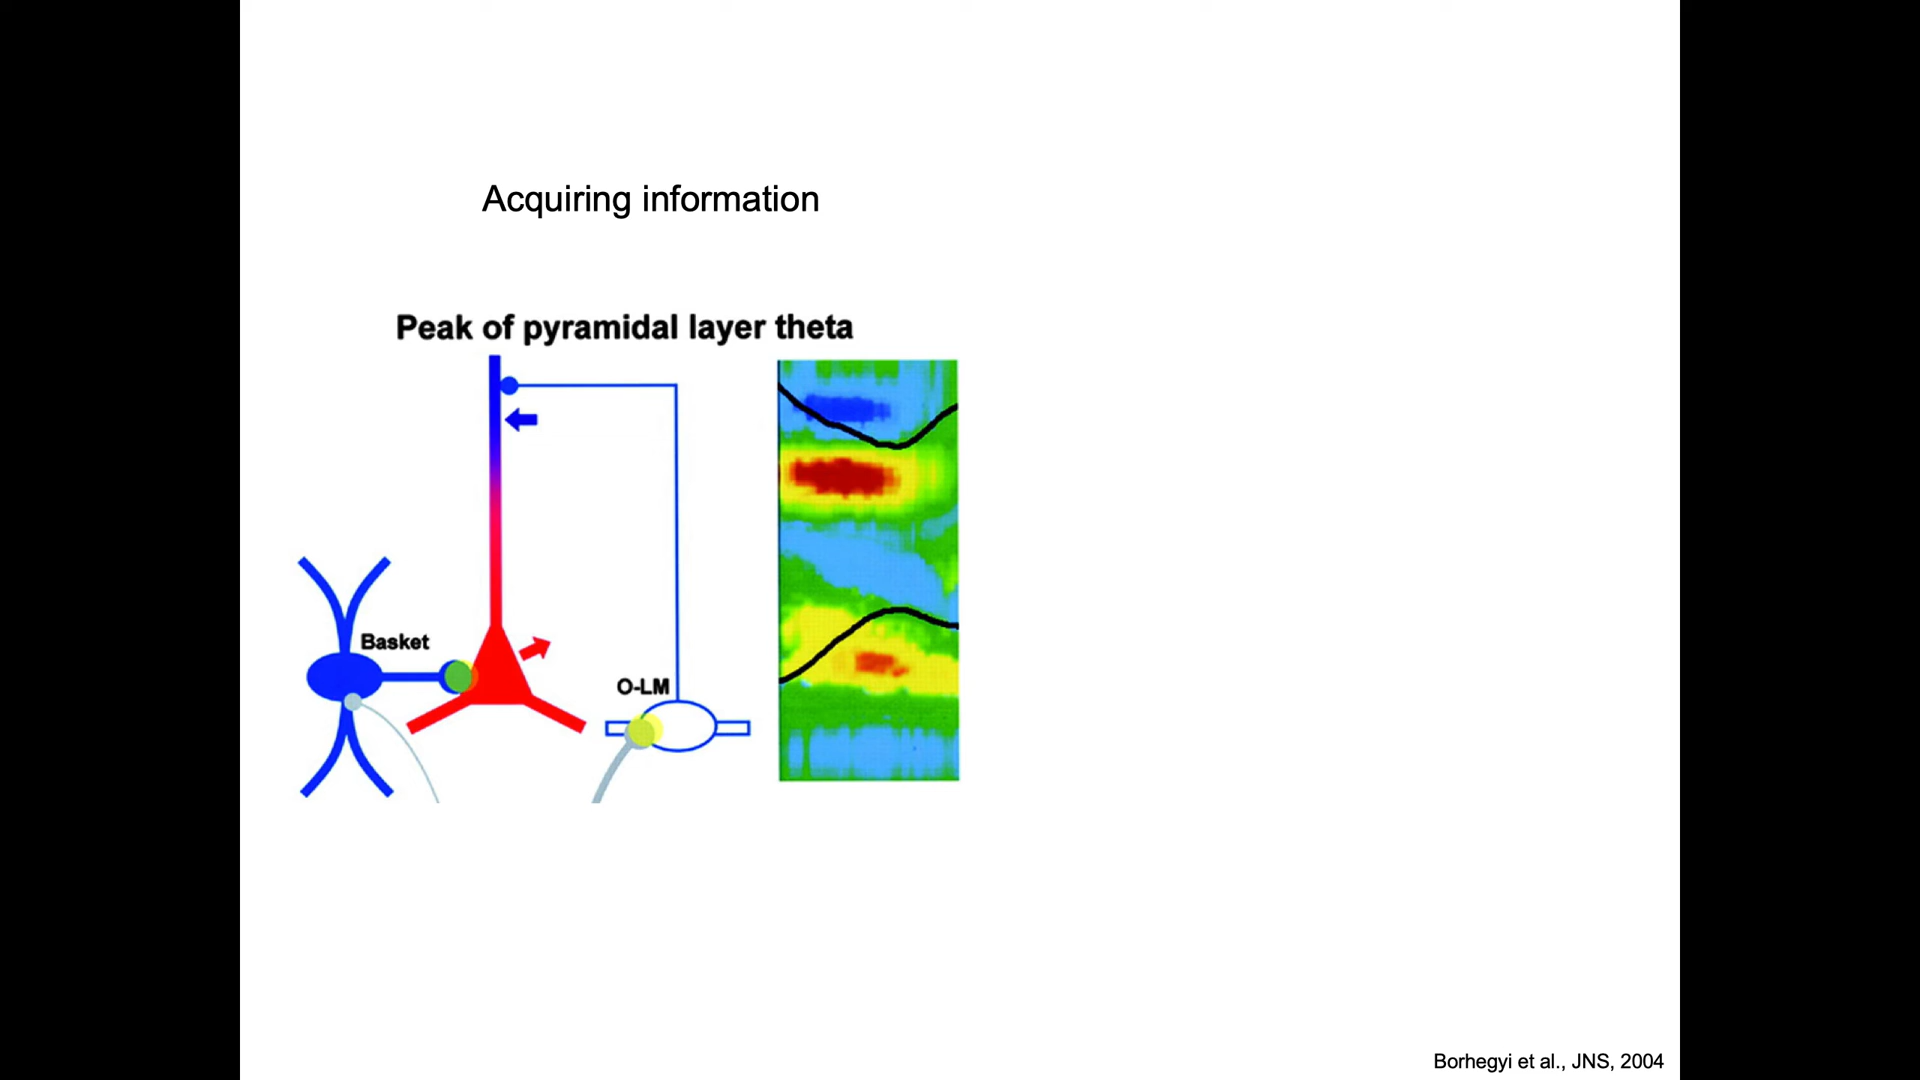 Acquiring information
Peak of pyramidal layer theta
Basket
O-LM
Borhegyi et al., JNS, 2004